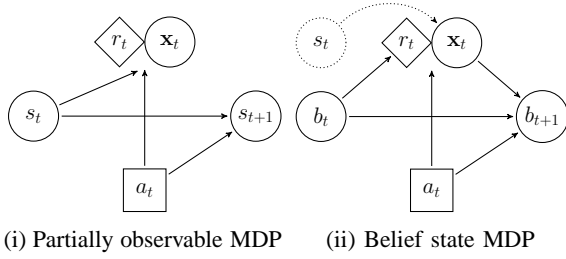 r_t x_t
s_t s_{t+1}
a_t
(i) Partially observable MDP
s_t
r_t x_t
b_t b_{t+1}
a_t
(ii) Belief state MDP